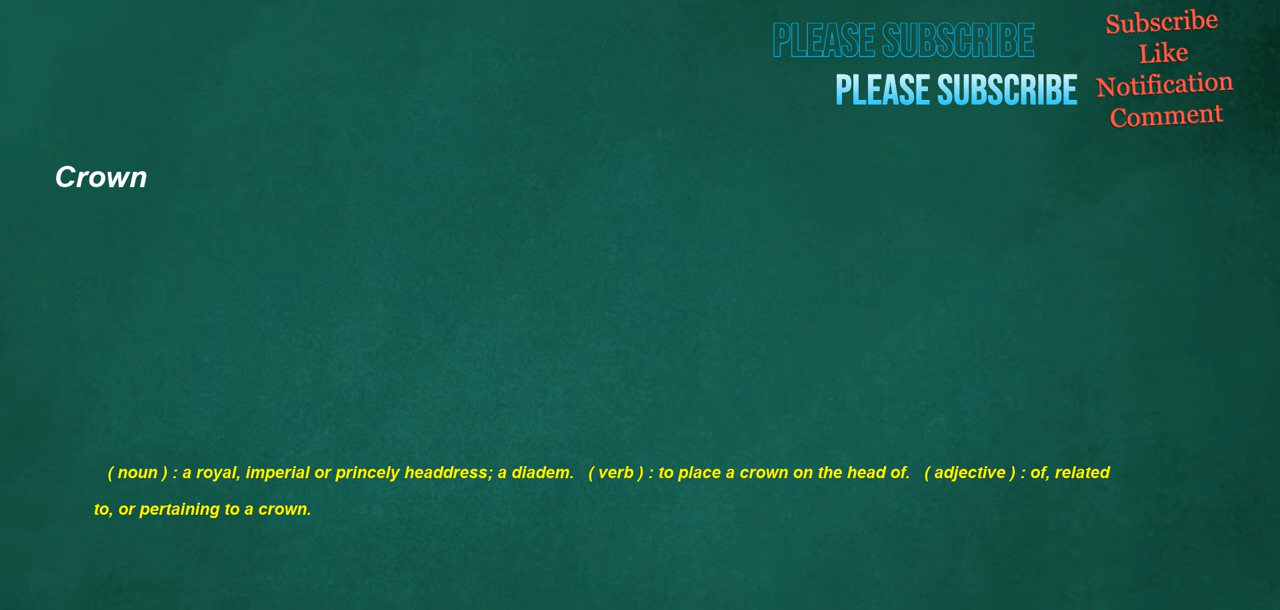 PLEASE SUBSCRIBE
PLEASE SUBSCRIBE
Subscribe
Like
Notification
Comment
Crown
( noun ) : a royal, imperial or princely headdress; a diadem. ( verb ) : to place a crown on the head of. ( adjective ) : of, related
to, or pertaining to a crown.